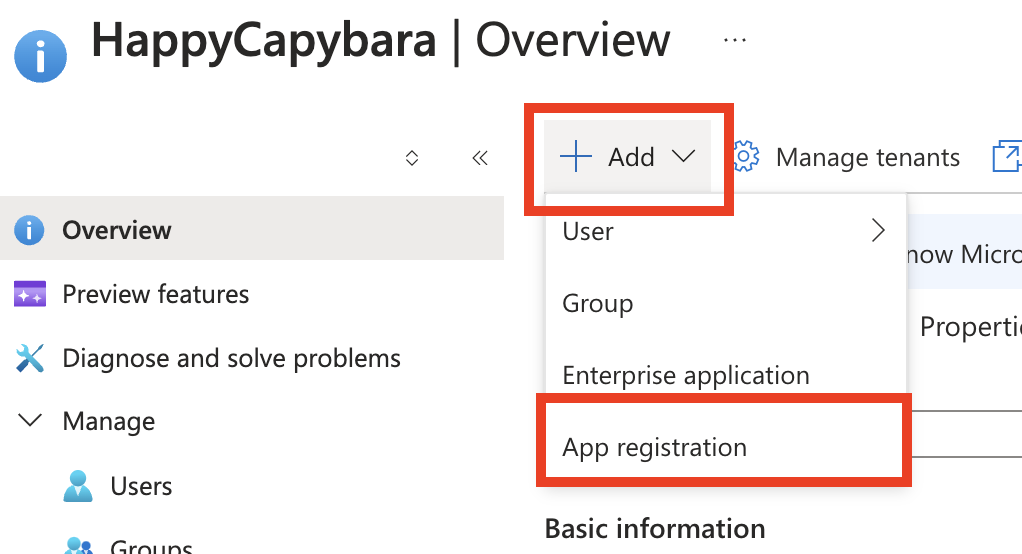 HappyCapybara | Overview ...
Add
Manage tenants
Overview
User
now Micro
Preview features
Group
Properti
Diagnose and solve problems
Enterprise application
Manage
App registration
Users
Basic information
Groups